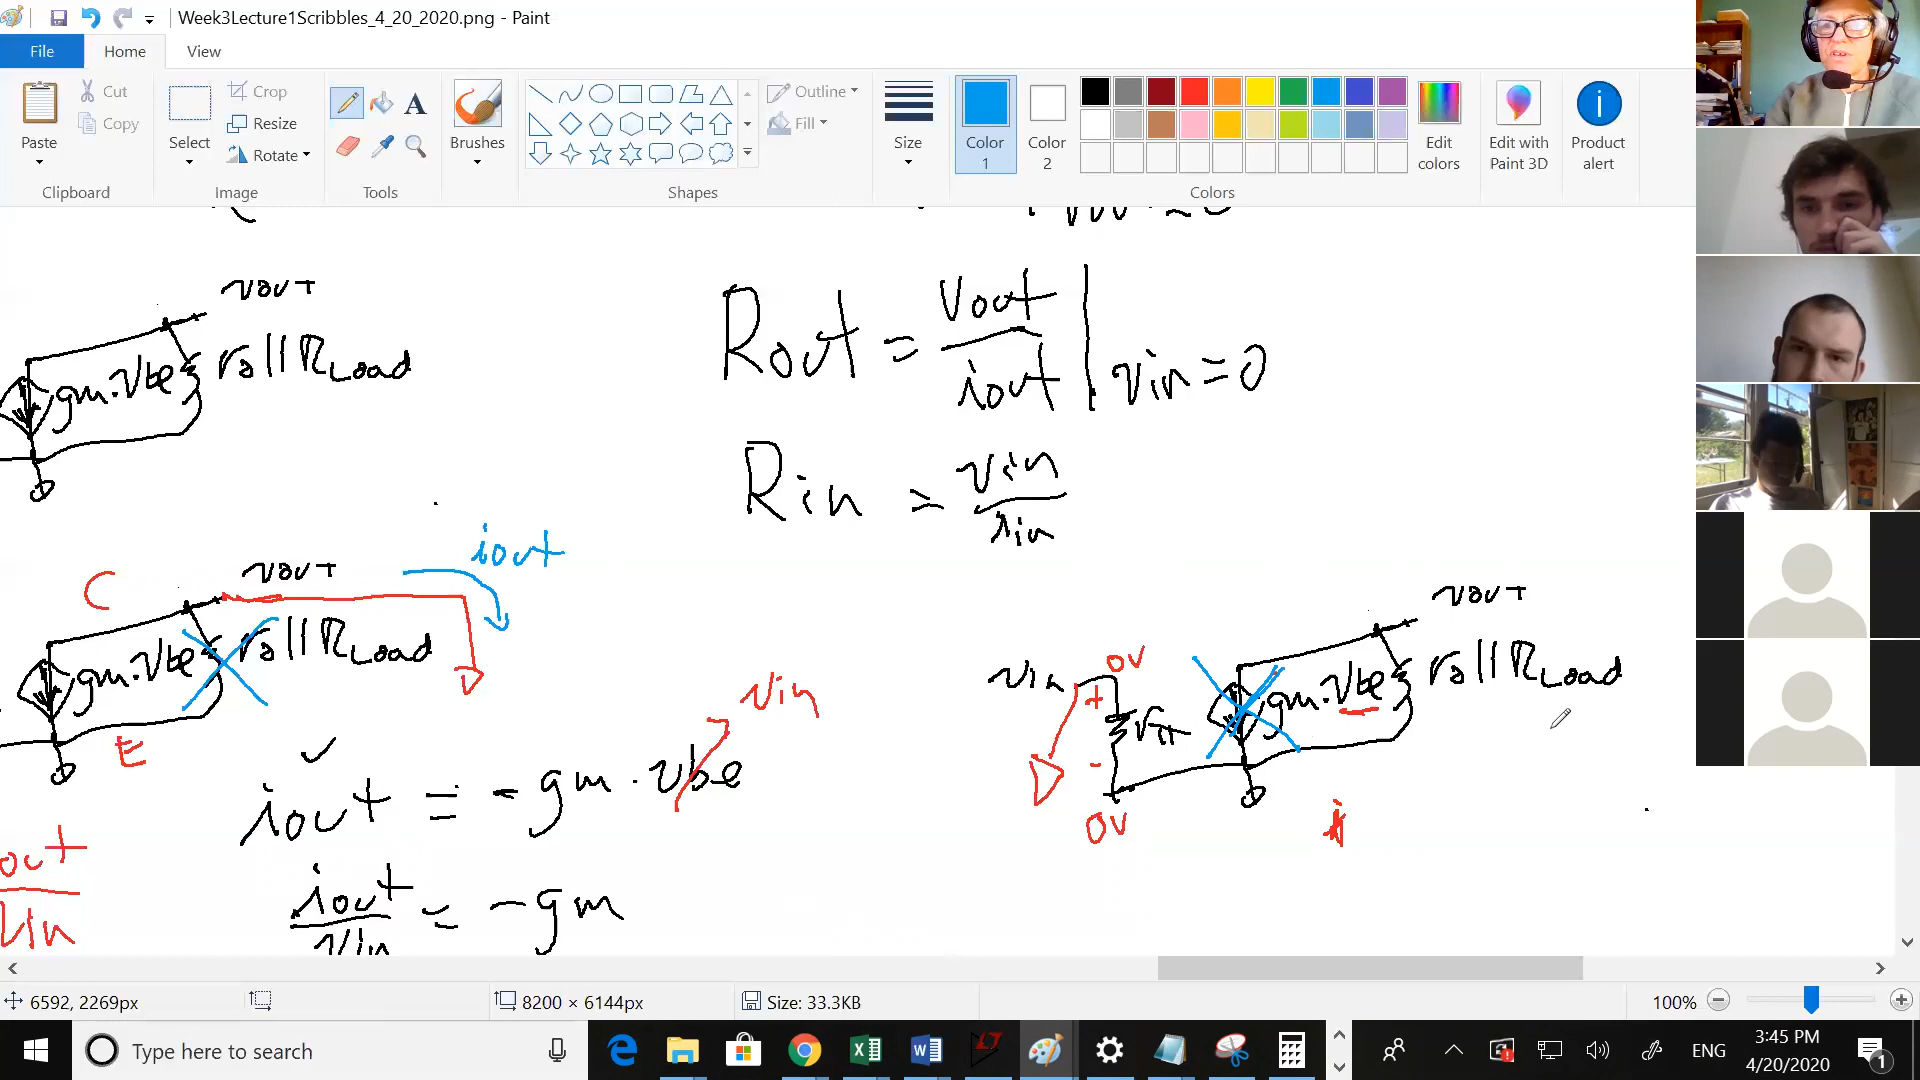 Week3Lecture1Scribbles_4_20_2020.png - Paint
File Home View
Paste
Cut
Copy
Clipboard
Select
Crop
Resize
Rotate
Image
A
Tools
Brushes
Outline
Fill
Shapes
Size
Color 1
Color 2
Edit colors
Colors
Edit with Paint 3D
Product alert
vout
gm.vbe ro||RLoad
Rout = vout / iout | vin=0
Rin = vin / iin
iout
C vout
gm.vbe ro||RLoad
E
vin
iout = -gm.vbe
iout / vin = -gm
out
vin
vout
vin 0V
+
rπ gm.vbe ro||RLoad
-
0V
i
6592, 2269px
8200 × 6144px
Size: 33.3KB
100%
Type here to search
ENG
3:45 PM
4/20/2020
1